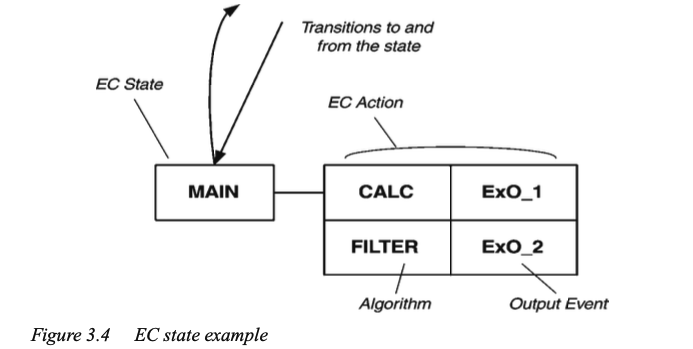 Transitions to and
from the state
EC State
EC Action
MAIN
CALC
ExO_1
FILTER
ExO_2
Algorithm
Output Event
Figure 3.4 EC state example